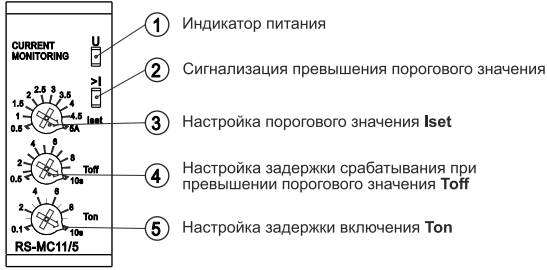 CURRENT
MONITORING
U
>I
0.5 1 1.5 2 2.5 3 3.5 4 4.5 5A
Iset
0.5 2 4 6 8 10s
Toff
0.1 2 4 6 8 10s
Ton
RS-MC11/5
1 Индикатор питания
2 Сигнализация превышения порогового значения
3 Настройка порогового значения Iset
4 Настройка задержки срабатывания при
превышении порогового значения Toff
5 Настройка задержки включения Ton